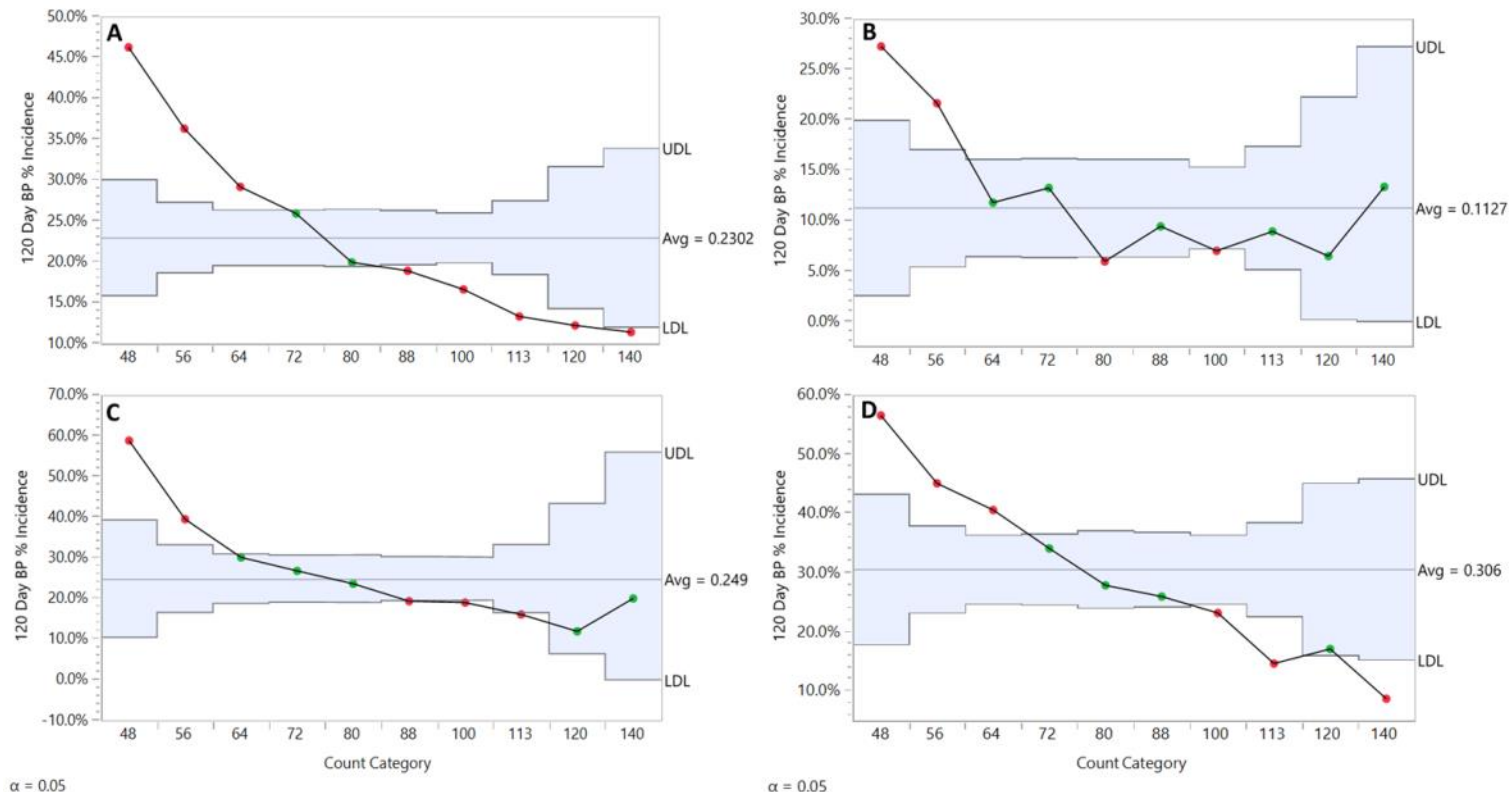 A
120 Day BP % Incidence
50.0%
45.0%
40.0%
35.0%
30.0%
25.0%
20.0%
15.0%
10.0%
UDL
Avg = 0.2302
LDL
48 56 64 72 80 88 100 113 120 140
B
120 Day BP % Incidence
30.0%
25.0%
20.0%
15.0%
10.0%
5.0%
0.0%
UDL
Avg = 0.1127
LDL
48 56 64 72 80 88 100 113 120 140
C
120 Day BP % Incidence
70.0%
60.0%
50.0%
40.0%
30.0%
20.0%
10.0%
0.0%
-10.0%
UDL
Avg = 0.249
LDL
48 56 64 72 80 88 100 113 120 140
Count Category
α = 0.05
D
120 Day BP % Incidence
60.0%
50.0%
40.0%
30.0%
20.0%
10.0%
UDL
Avg = 0.306
LDL
48 56 64 72 80 88 100 113 120 140
Count Category
α = 0.05